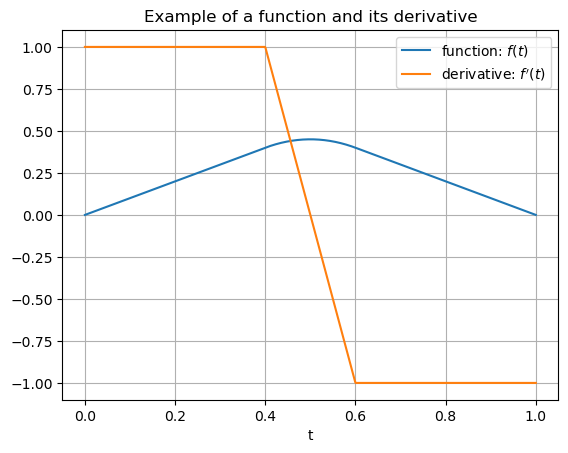 Example of a function and its derivative
function: f(t)
derivative: f′(t)
1.00
0.75
0.50
0.25
0.00
−0.25
−0.50
−0.75
−1.00
0.0 0.2 0.4 0.6 0.8 1.0
t